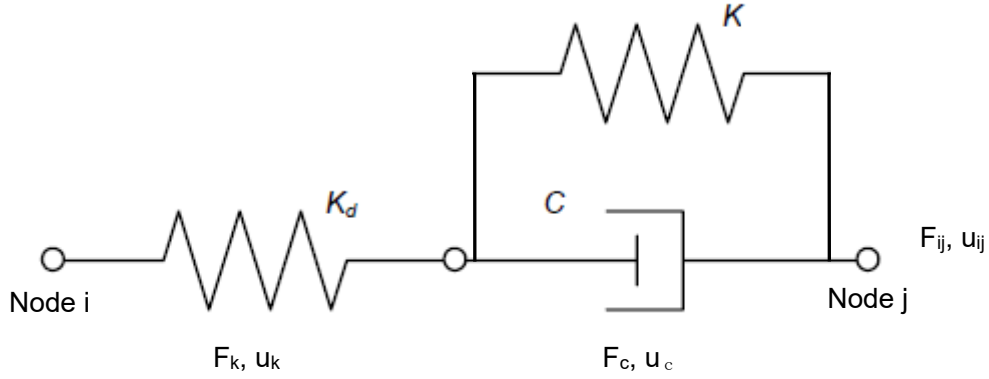 K
K_d
C
F_ij, u_ij
Node i
Node j
F_k, u_k
F_c, u_c